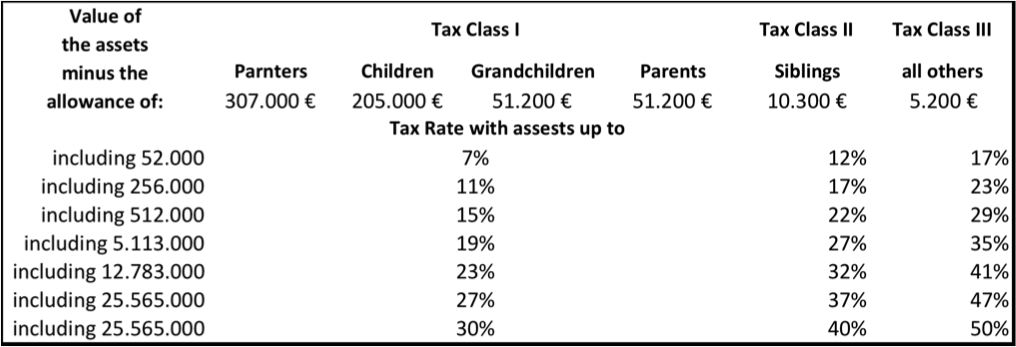 Value of
the assets
minus the
allowance of:
Tax Class I
Tax Class II
Tax Class III
Parnters Children Grandchildren Parents Siblings all others
307.000 € 205.000 € 51.200 € 51.200 € 10.300 € 5.200 €
Tax Rate with assests up to
including 52.000 7% 12% 17%
including 256.000 11% 17% 23%
including 512.000 15% 22% 29%
including 5.113.000 19% 27% 35%
including 12.783.000 23% 32% 41%
including 25.565.000 27% 37% 47%
including 25.565.000 30% 40% 50%